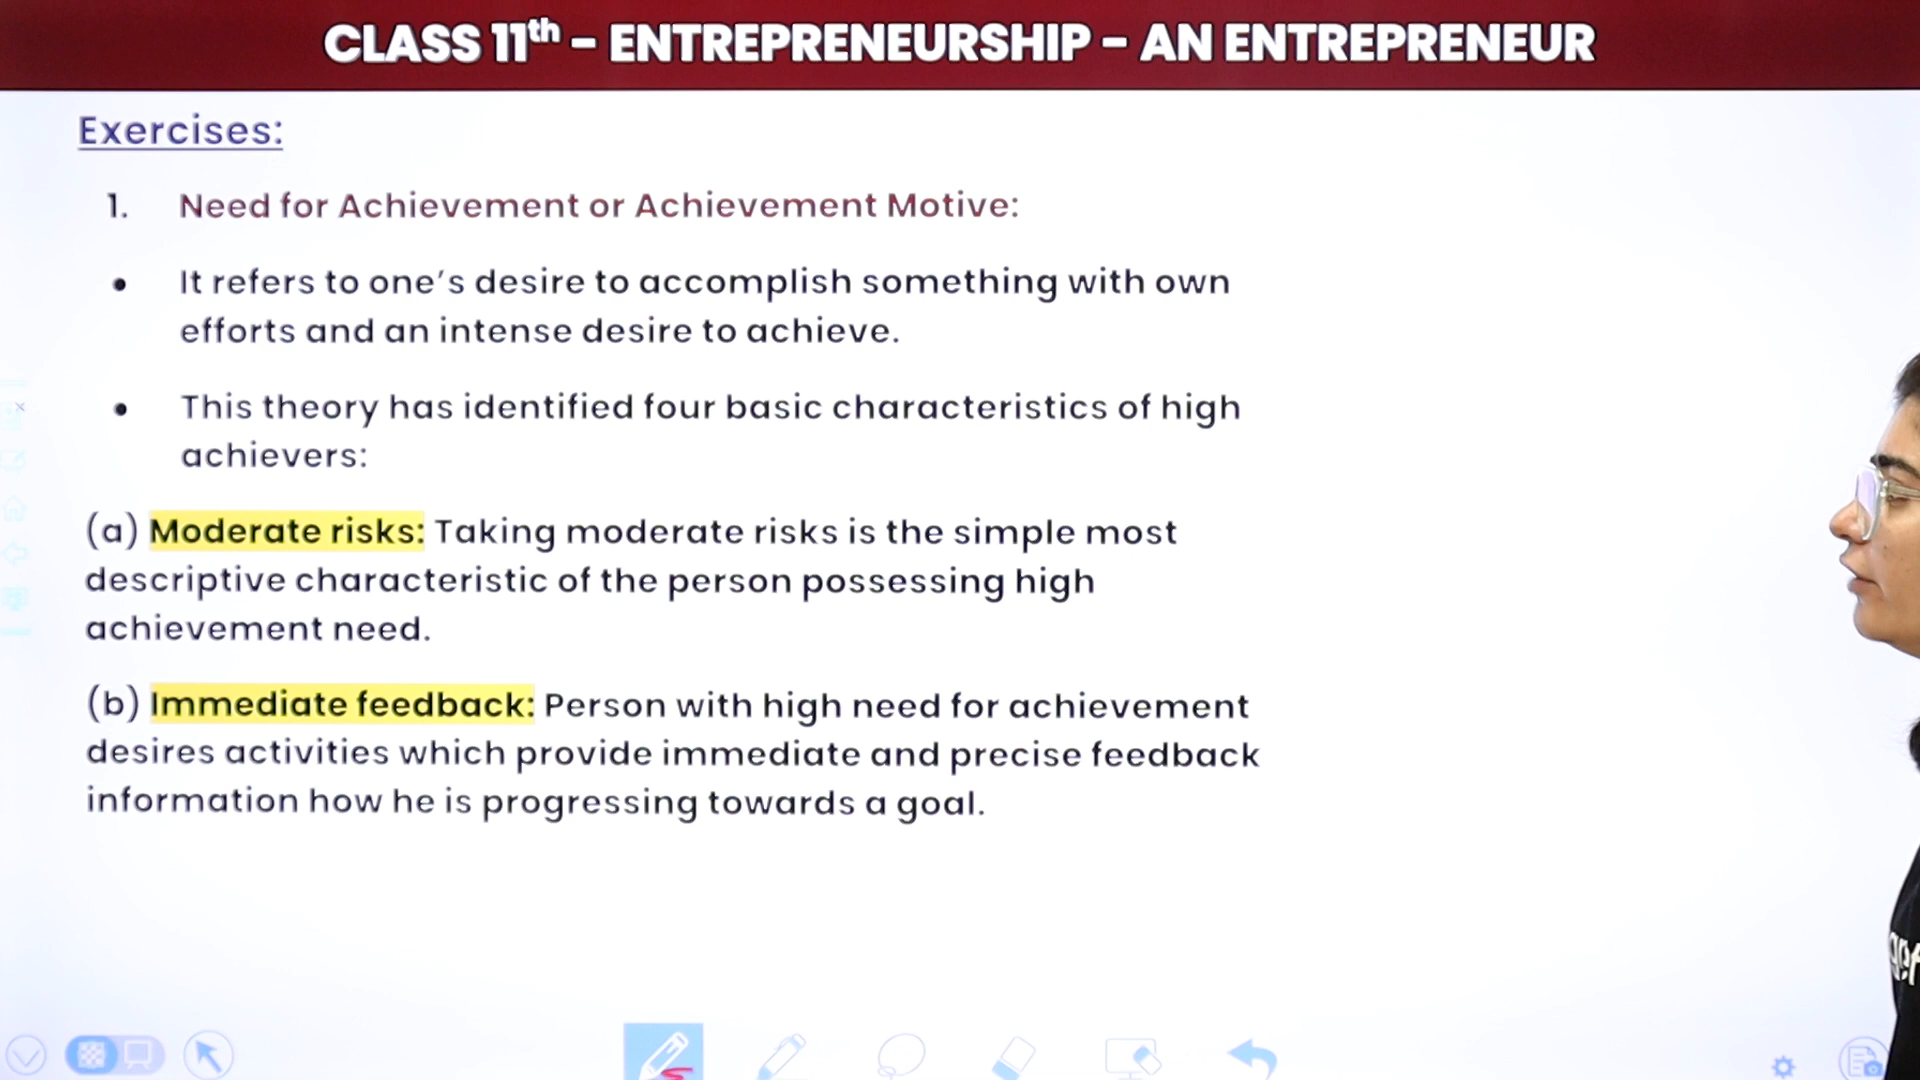 CLASS 11th – ENTREPRENEURSHIP – AN ENTREPRENEUR
Exercises:
1. Need for Achievement or Achievement Motive:
• It refers to one’s desire to accomplish something with own
efforts and an intense desire to achieve.
• This theory has identified four basic characteristics of high
achievers:
(a) Moderate risks: Taking moderate risks is the simple most
descriptive characteristic of the person possessing high
achievement need.
(b) Immediate feedback: Person with high need for achievement
desires activities which provide immediate and precise feedback
information how he is progressing towards a goal.